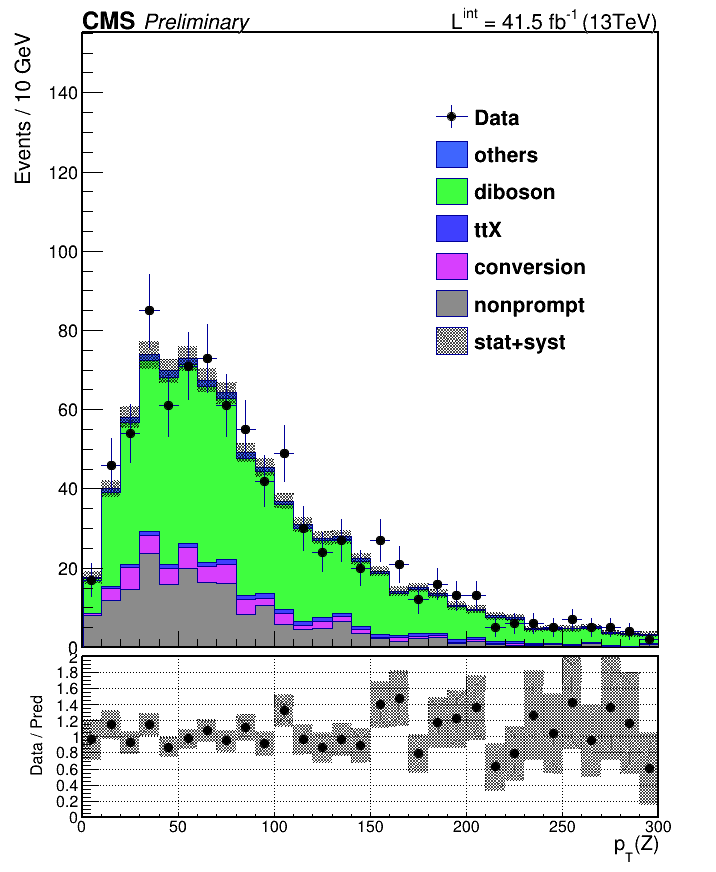 CMS Preliminary
L^int = 41.5 fb^-1 (13TeV)
Events / 10 GeV
140
120
100
80
60
40
20
0
Data
others
diboson
ttX
conversion
nonprompt
stat+syst
Data / Pred
2
1.8
1.6
1.4
1.2
1
0.8
0.6
0.4
0.2
0
0 50 100 150 200 250 300
p_T(Z)